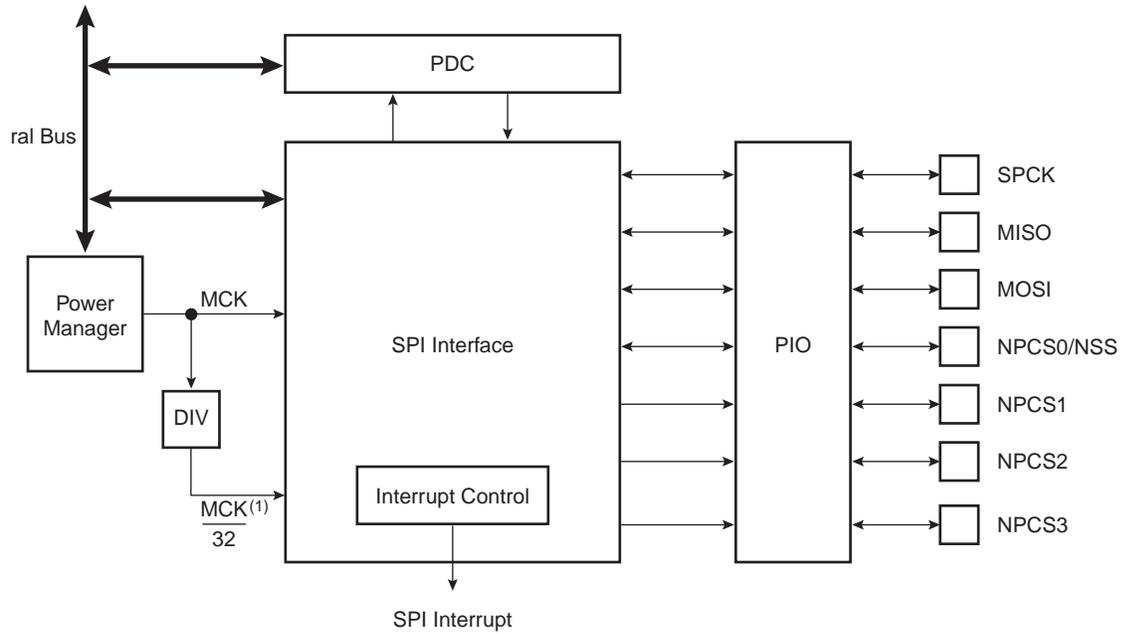 PDC
ral Bus
SPCK
MISO
MOSI
NPCS0/NSS
NPCS1
NPCS2
NPCS3
Power
Manager
MCK
SPI Interface
PIO
DIV
Interrupt Control
MCK(1)
32
SPI Interrupt